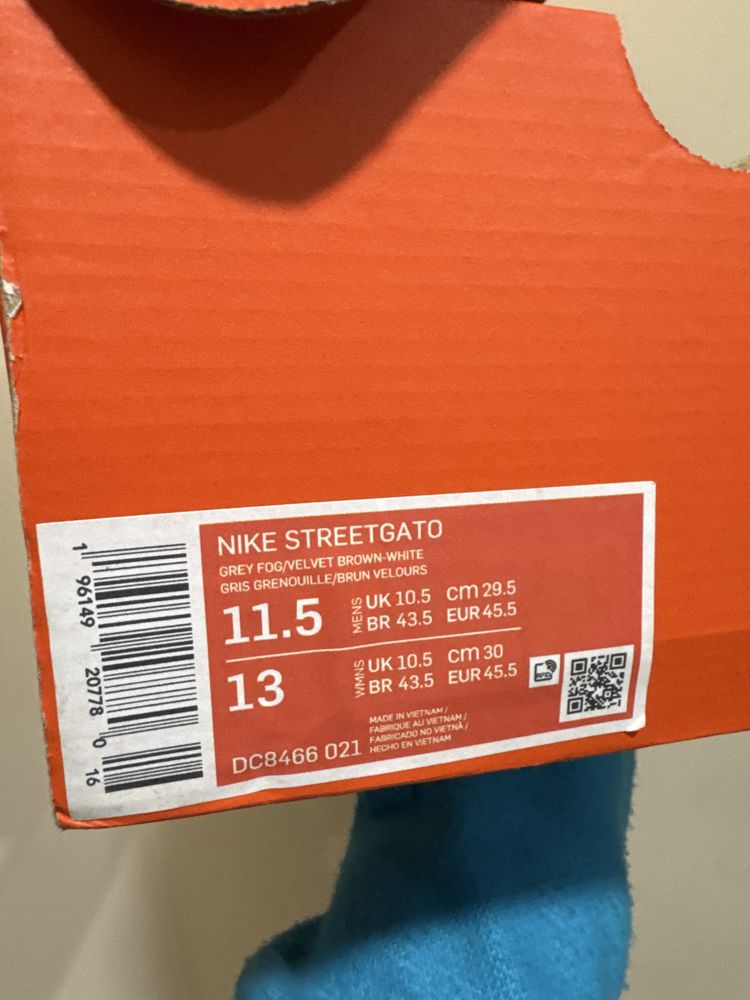 NIKE STREETGATO
GREY FOG/VELVET BROWN-WHITE
GRIS GRENOUILLE/BRUN VELOURS
11.5
MENS
UK 10.5 cm 29.5
BR 43.5 EUR 45.5
13
WMNS
UK 10.5 cm 30
BR 43.5 EUR 45.5
DC8466 021
MADE IN VIETNAM /
FABRIQUE AU VIETNAM /
FABRICADO NO VIETNÃ /
HECHO EN VIETNAM
RFID
1 96149 20778 0 16